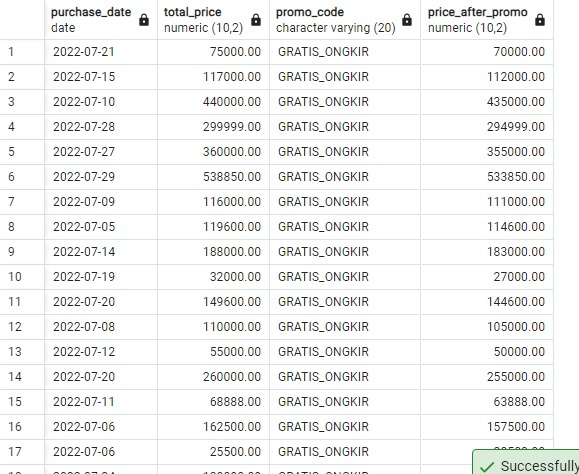 purchase_date total_price promo_code price_after_promo
date numeric (10,2) character varying (20) numeric (10,2)
1 2022-07-21 75000.00 GRATIS_ONGKIR 70000.00
2 2022-07-15 117000.00 GRATIS_ONGKIR 112000.00
3 2022-07-10 440000.00 GRATIS_ONGKIR 435000.00
4 2022-07-28 299999.00 GRATIS_ONGKIR 294999.00
5 2022-07-27 360000.00 GRATIS_ONGKIR 355000.00
6 2022-07-29 538850.00 GRATIS_ONGKIR 533850.00
7 2022-07-09 116000.00 GRATIS_ONGKIR 111000.00
8 2022-07-05 119600.00 GRATIS_ONGKIR 114600.00
9 2022-07-14 188000.00 GRATIS_ONGKIR 183000.00
10 2022-07-19 32000.00 GRATIS_ONGKIR 27000.00
11 2022-07-20 149600.00 GRATIS_ONGKIR 144600.00
12 2022-07-08 110000.00 GRATIS_ONGKIR 105000.00
13 2022-07-12 55000.00 GRATIS_ONGKIR 50000.00
14 2022-07-20 260000.00 GRATIS_ONGKIR 255000.00
15 2022-07-11 68888.00 GRATIS_ONGKIR 63888.00
16 2022-07-06 162500.00 GRATIS_ONGKIR 157500.00
17 2022-07-06 25500.00 GRATIS_ONGKIR
Successfully